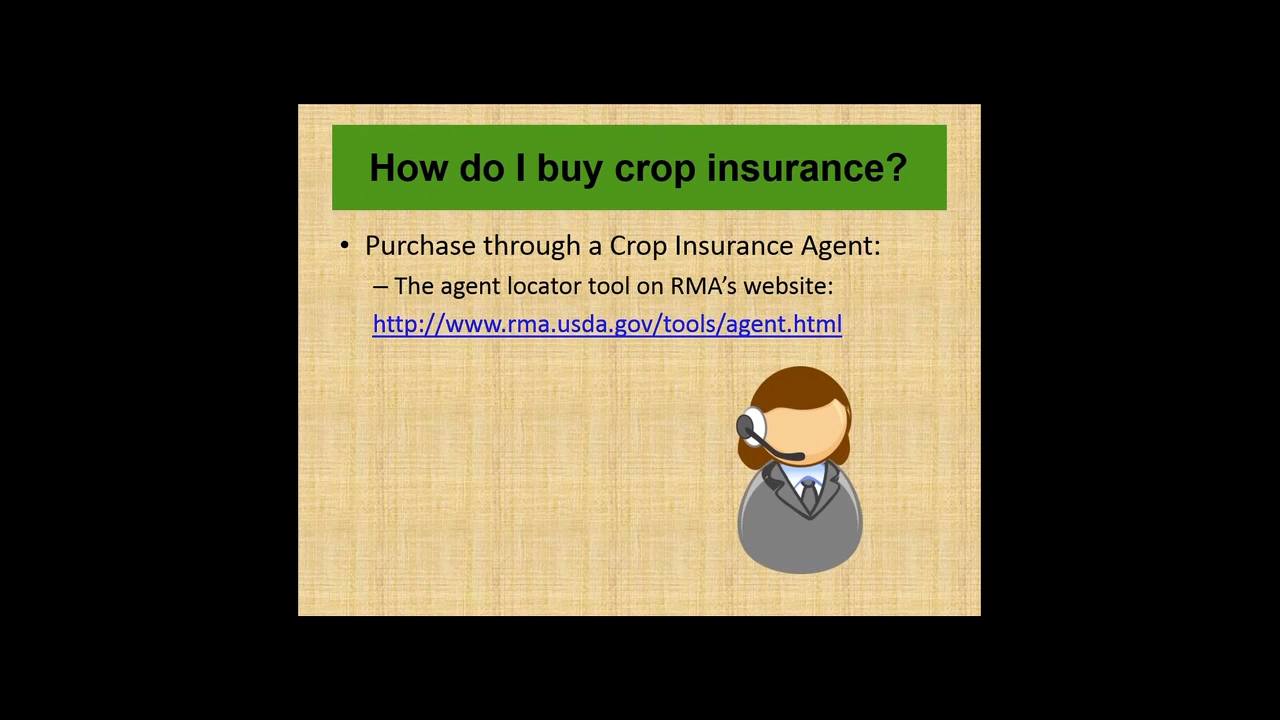 How do I buy crop insurance?
• Purchase through a Crop Insurance Agent:
– The agent locator tool on RMA’s website:
http://www.rma.usda.gov/tools/agent.html